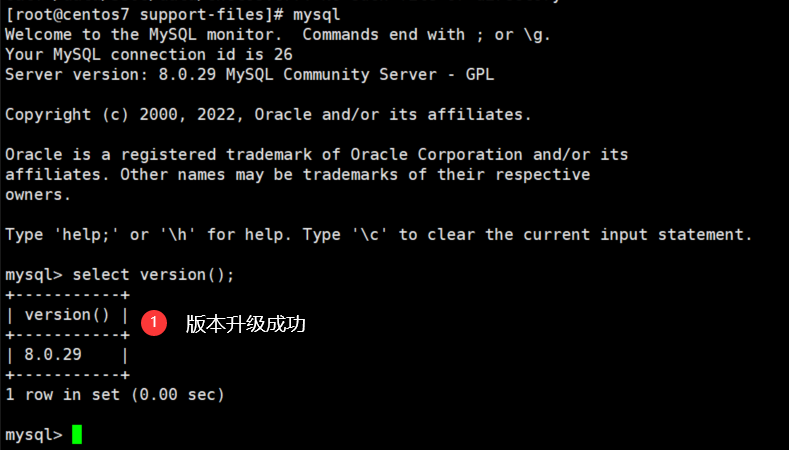 [root@centos7 support-files]# mysql
Welcome to the MySQL monitor.  Commands end with ; or \g.
Your MySQL connection id is 26
Server version: 8.0.29 MySQL Community Server - GPL
Copyright (c) 2000, 2022, Oracle and/or its affiliates.
Oracle is a registered trademark of Oracle Corporation and/or its
affiliates. Other names may be trademarks of their respective
owners.
Type 'help;' or '\h' for help. Type '\c' to clear the current input statement.
mysql> select version();
+-----------+
| version() |
1 版本升级成功
+-----------+
| 8.0.29    |
+-----------+
1 row in set (0.00 sec)
mysql>